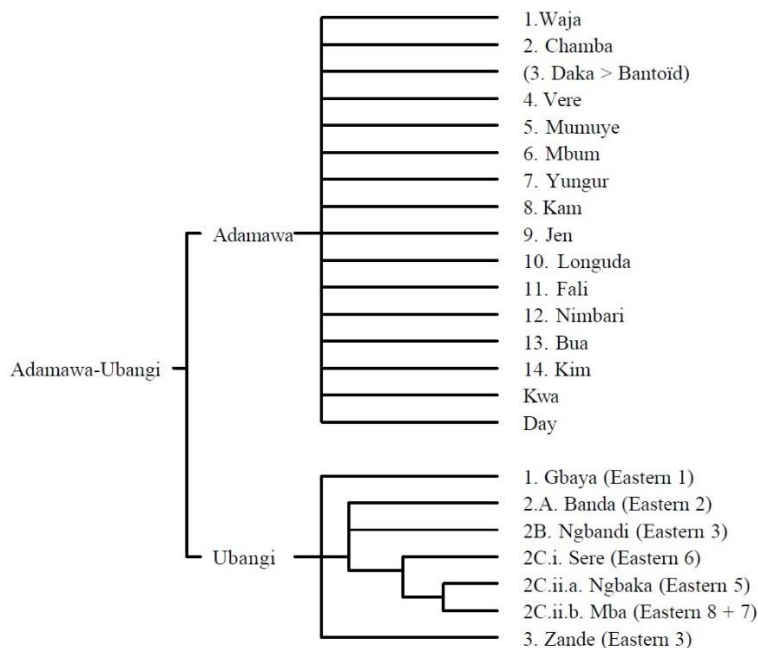 1.Waja
2. Chamba
(3. Daka > Bantoïd)
4. Vere
5. Mumuye
6. Mbum
7. Yungur
8. Kam
Adamawa
9. Jen
10. Longuda
11. Fali
12. Nimbari
13. Bua
Adamawa-Ubangi
14. Kim
Kwa
Day
1. Gbaya (Eastern 1)
2.A. Banda (Eastern 2)
2B. Ngbandi (Eastern 3)
Ubangi
2C.i. Sere (Eastern 6)
2C.ii.a. Ngbaka (Eastern 5)
2C.ii.b. Mba (Eastern 8 + 7)
3. Zande (Eastern 3)